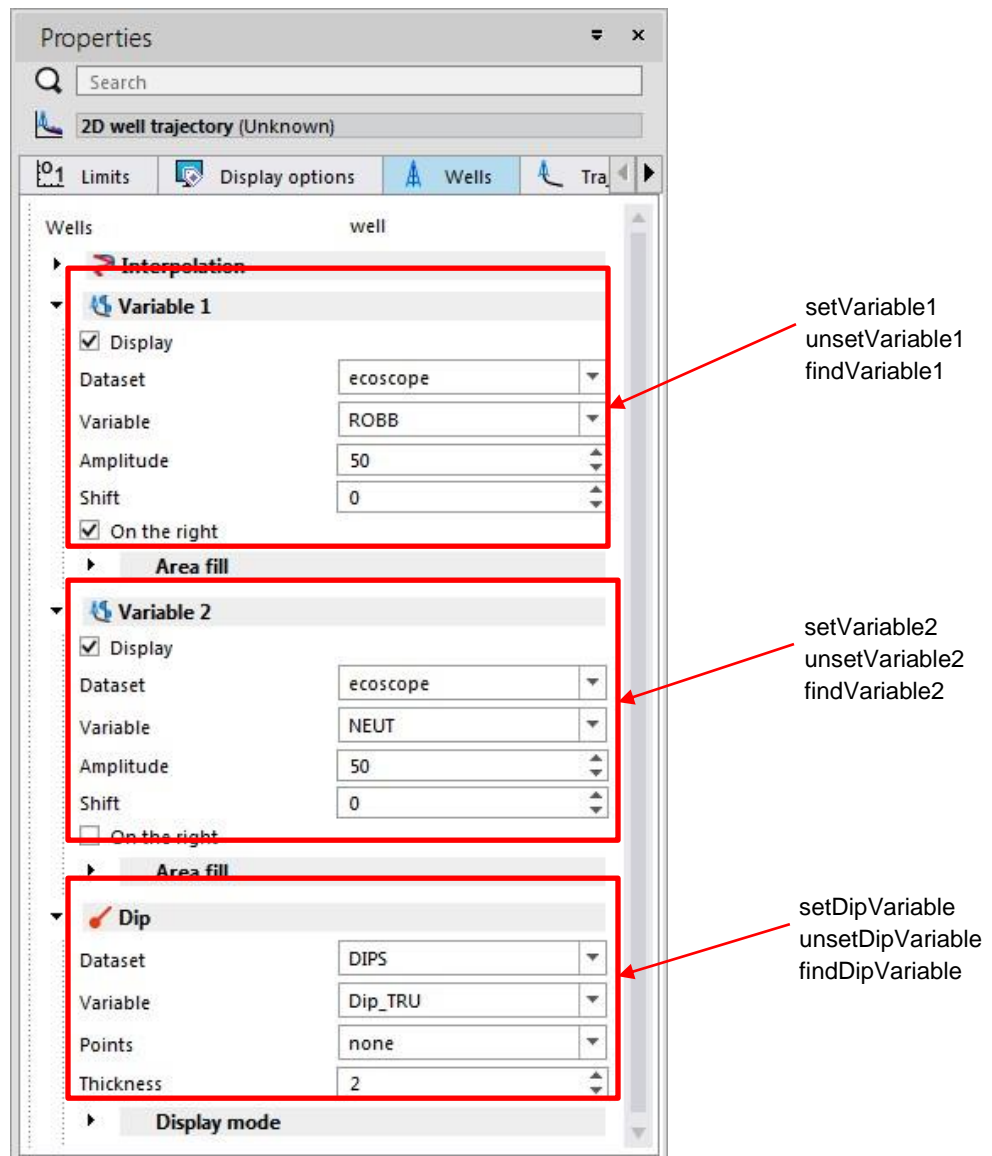 Properties
Search
2D well trajectory (Unknown)
Limits Display options Wells Tra
Wells well
Interpolation
Variable 1
Display
Dataset ecoscope
Variable ROBB
Amplitude 50
Shift 0
On the right
Area fill
Variable 2
Display
Dataset ecoscope
Variable NEUT
Amplitude 50
Shift 0
On the right
Area fill
Dip
Dataset DIPS
Variable Dip_TRU
Points none
Thickness 2
Display mode
setVariable1
unsetVariable1
findVariable1
setVariable2
unsetVariable2
findVariable2
setDipVariable
unsetDipVariable
findDipVariable